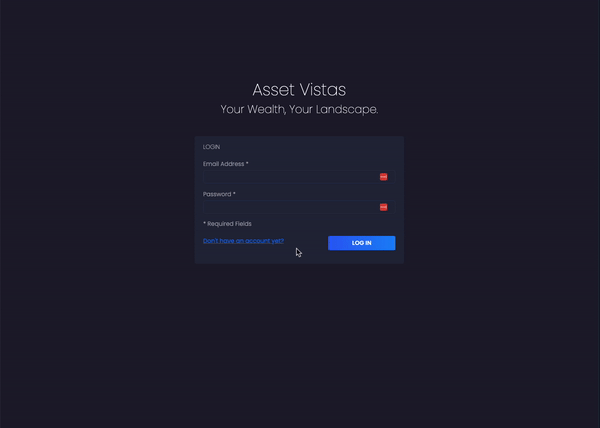 Asset Vistas
Your Wealth, Your Landscape.
LOGIN
Email Address *
Password *
* Required Fields
Don't have an account yet?
LOG IN